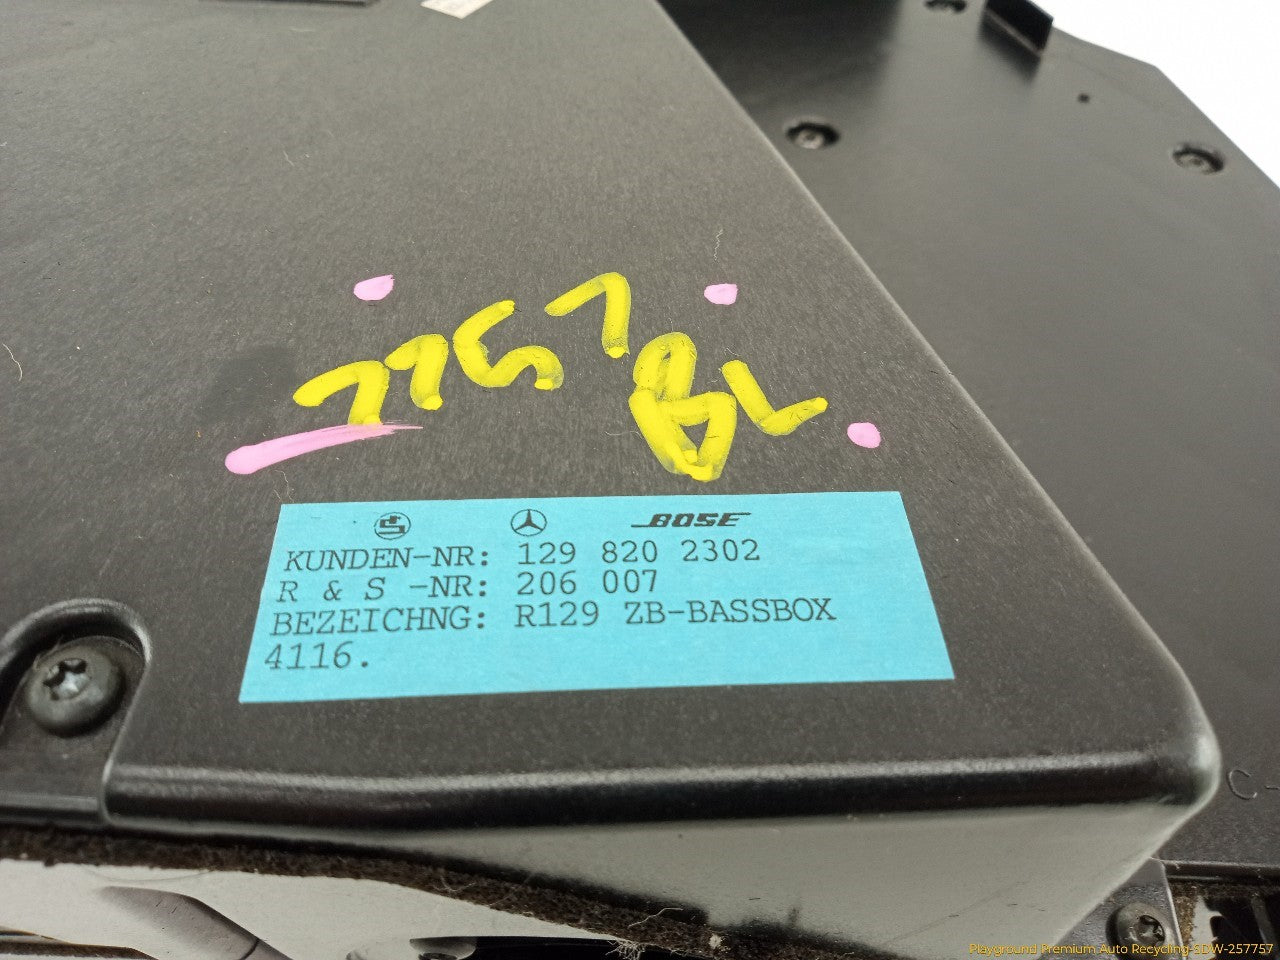 7757
BL
BOSE
KUNDEN-NR: 129 820 2302
R & S -NR: 206 007
BEZEICHNG: R129 ZB-BASSBOX
4116.
Playground Premium Auto Recycling-SDW-257757